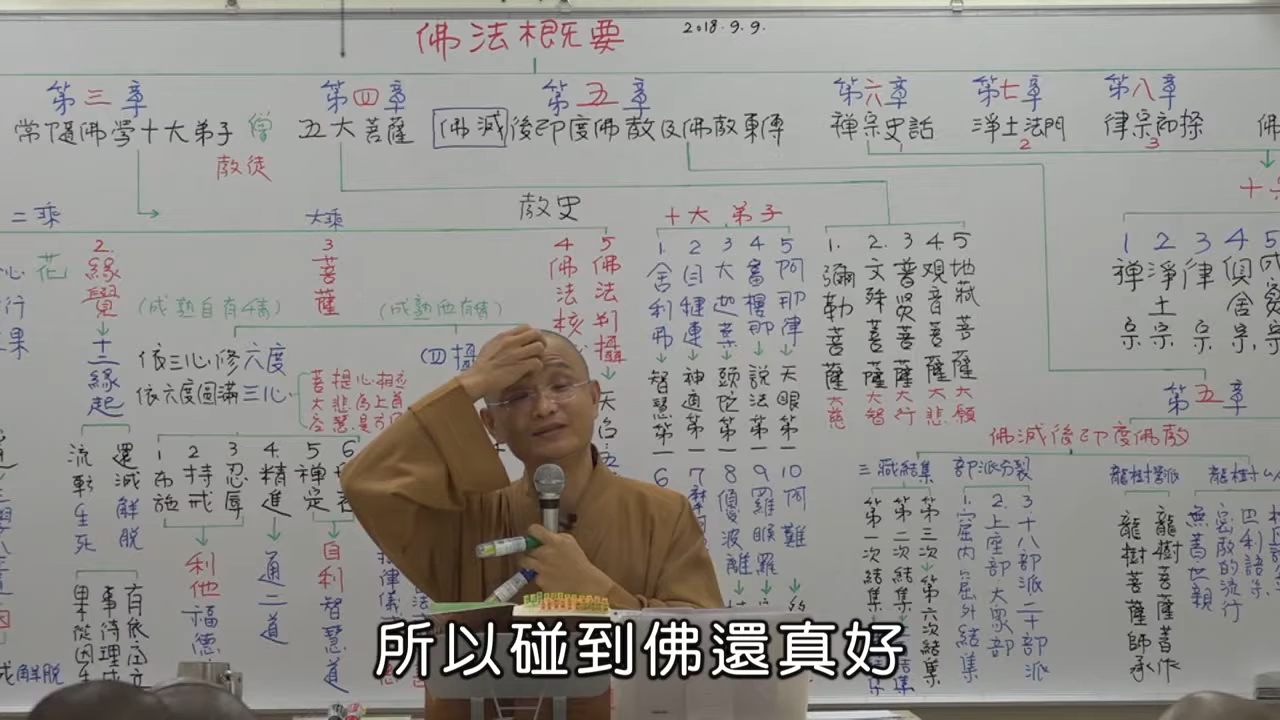 佛法概要
2018.9.9.
第三章
常隨佛學十大弟子
僧
教徒
第四章
五大菩薩
第五章
佛滅後印度佛教及佛教東傳
第六章
禪宗史話
1
第七章
淨土法門
2
第八章
律宗初探
3
二乘
大乘
教史
十大弟子
花
2.緣覺
十二緣起
流轉生死
還滅解脫
3菩薩
(成熟自有情)
(成熟他有情)
依三心修六度
依六度圓滿三心
大悲為上首
1布施
2持戒
3忍辱
4.精進
5禪定
6
利他福德
通二道
自利智慧道
4佛法核
5佛法判攝
1.舍利佛
智慧第一
2目犍連
神通第一
3.大迦葉
頭陀第一
4.富樓那
說法第一
5阿那律
天眼第一
6
7
8優波離
9羅睺羅
10阿難
1.彌勒菩薩大慈
2.文殊菩薩大智
3普賢菩薩大行
4.觀音菩薩大悲
5地藏菩薩大願
1禪宗
2淨土宗
3律宗
4俱舍宗
第五章
佛滅後印度佛教
三藏結集
第一次結集
第二次結集
第三次
第六次結集
部派分裂
1.窟內、窟外結集
2.上座部、大眾部
3十八部派、二十部派
龍樹學派
龍樹菩薩師承
龍樹菩薩著作
無著世親
密教的流行
所以碰到佛還真好